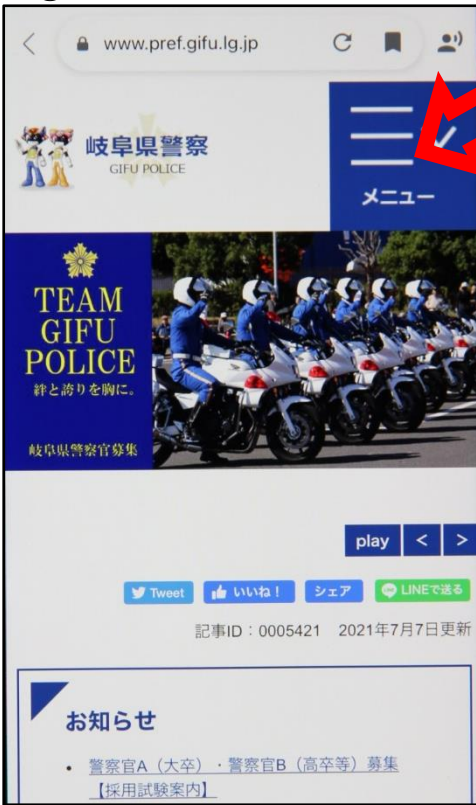 www.pref.gifu.lg.jp
岐阜県警察
GIFU POLICE
メニュー
TEAM
GIFU
POLICE
絆と誇りを胸に。
岐阜県警察官募集
play < >
Tweet いいね! シェア LINEで送る
記事ID:0005421 2021年7月7日更新
お知らせ
• 警察官A(大卒)・警察官B(高卒等)募集
【採用試験案内】